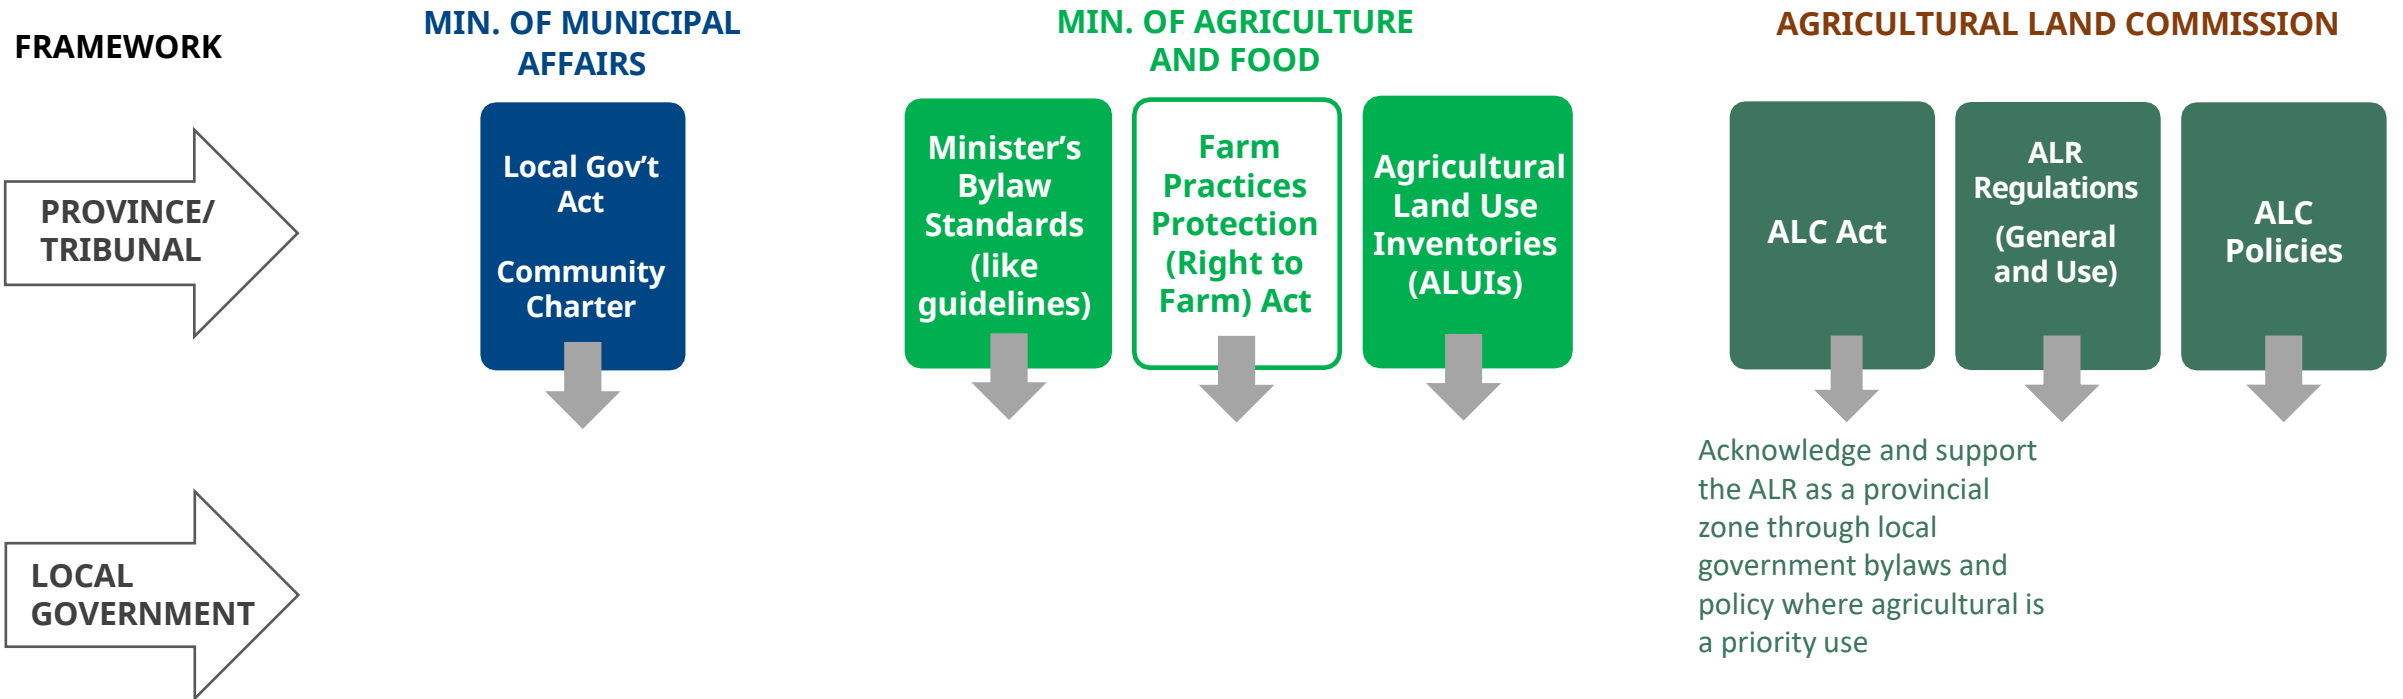 FRAMEWORK
MIN. OF MUNICIPAL
AFFAIRS
MIN. OF AGRICULTURE
AND FOOD
AGRICULTURAL LAND COMMISSION
PROVINCE/
TRIBUNAL
Local Gov’t
Act
Community
Charter
Minister’s
Bylaw
Standards
(like
guidelines)
Farm
Practices
Protection
(Right to
Farm) Act
Agricultural
Land Use
Inventories
(ALUIs)
ALC Act
ALR
Regulations
(General
and Use)
ALC
Policies
LOCAL
GOVERNMENT
Acknowledge and support
the ALR as a provincial
zone through local
government bylaws and
policy where agricultural is
a priority use